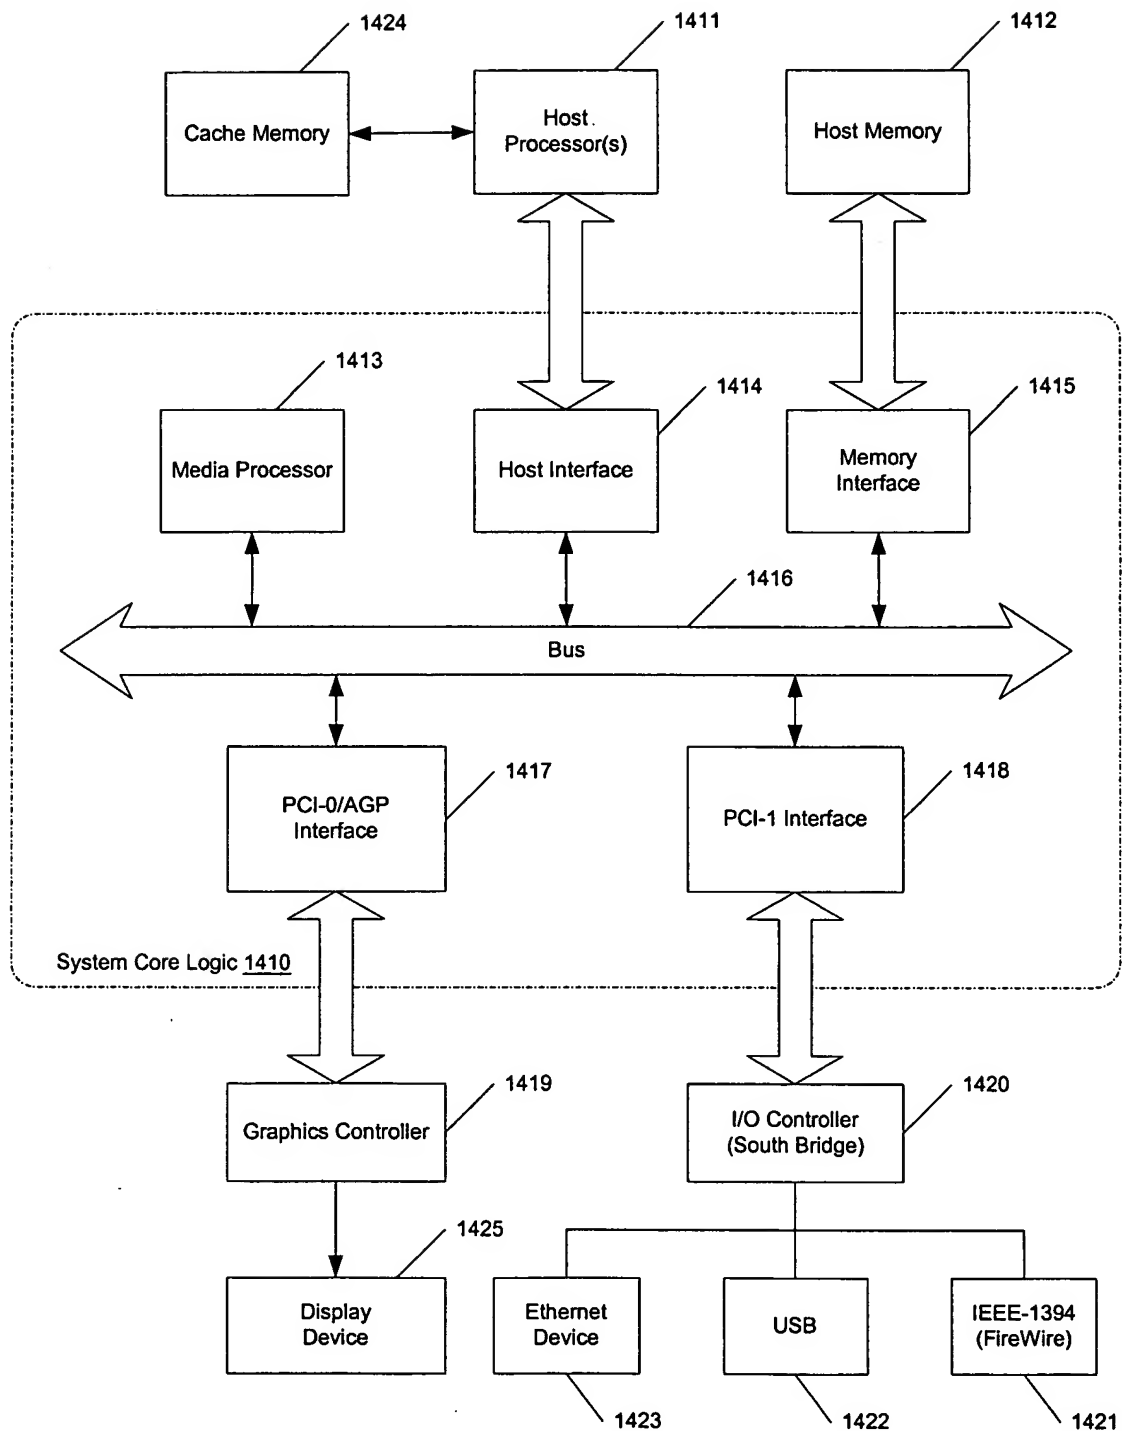 1424
1411
1412
Cache Memory
Host
Processor(s)
Host Memory
1413
1414
1415
Media Processor
Host Interface
Memory
Interface
1416
Bus
1417
1418
PCI-0/AGP
Interface
PCI-1 Interface
System Core Logic 1410
1419
1420
Graphics Controller
I/O Controller
(South Bridge)
1425
Display
Device
Ethernet
Device
USB
IEEE-1394
(FireWire)
1423
1422
1421